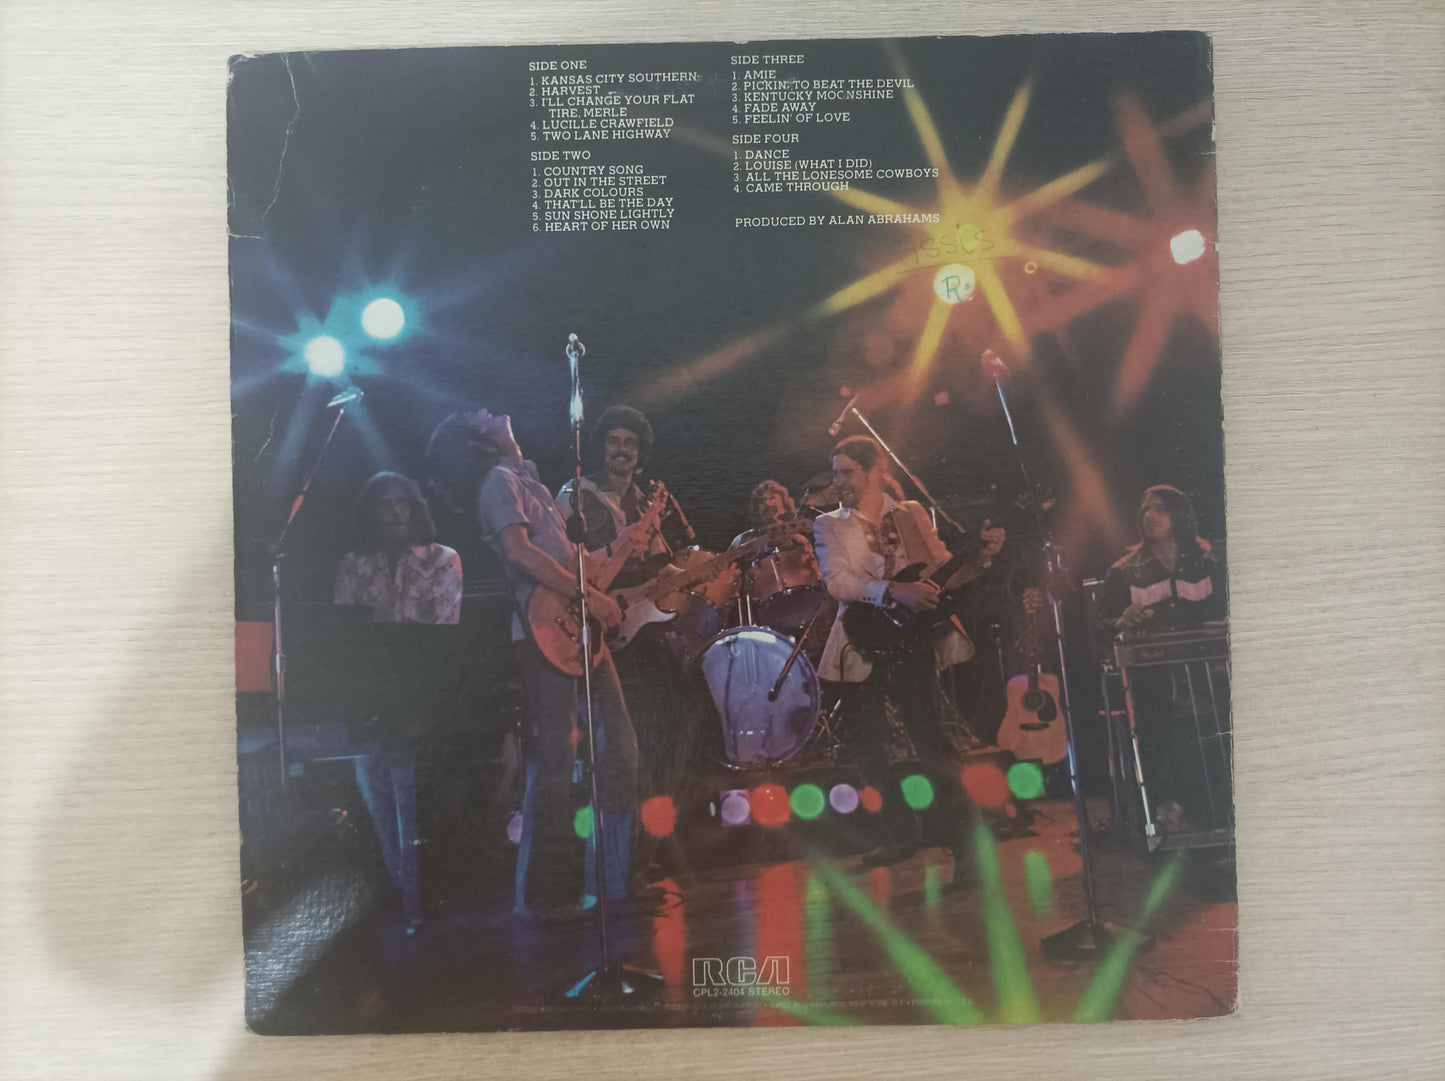 SIDE ONE
1. KANSAS CITY SOUTHERN
2. HARVEST
3. I'LL CHANGE YOUR FLAT
TIRE, MERLE
4. LUCILLE CRAWFIELD
5. TWO LANE HIGHWAY
SIDE TWO
1. COUNTRY SONG
2. OUT IN THE STREET
3. DARK COLOURS
4. THAT'LL BE THE DAY
5. SUN SHONE LIGHTLY
6. HEART OF HER OWN
SIDE THREE
1. AMIE
2. PICKIN' TO BEAT THE DEVIL
3. KENTUCKY MOONSHINE
4. FADE AWAY
5. FEELIN' OF LOVE
SIDE FOUR
1. DANCE
2. LOUISE (WHAT I DID)
3. ALL THE LONESOME COWBOYS
4. CAME THROUGH
PRODUCED BY ALAN ABRAHAMS
ASSIS
R.
RCA
CPL2-2404 STEREO